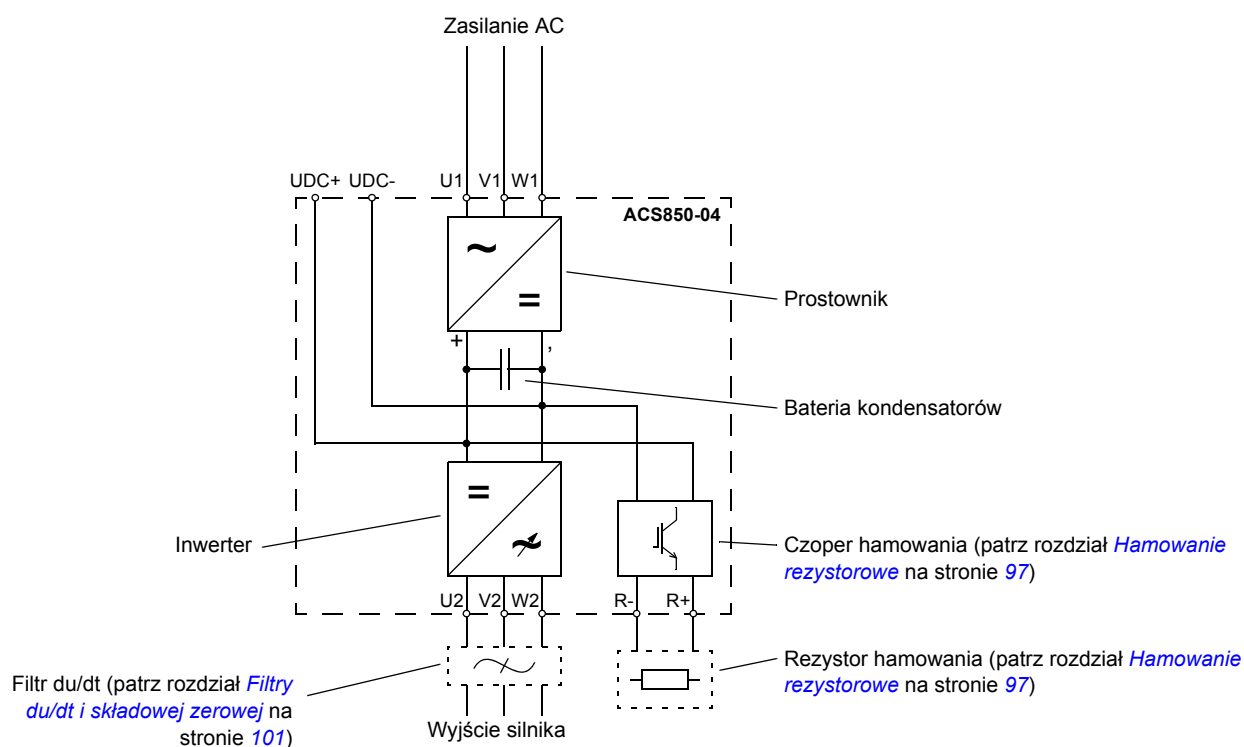 Zasilanie AC
UDC+ UDC- U1 V1 W1
ACS850-04
~
=
Prostownik
+ ,
Bateria kondensatorów
=
Inwerter
Czoper hamowania (patrz rozdział Hamowanie
rezystorowe na stronie 97)
U2 V2 W2 R- R+
Rezystor hamowania (patrz rozdział Hamowanie
rezystorowe na stronie 97)
Filtr du/dt (patrz rozdział Filtry
du/dt i składowej zerowej na
stronie 101)
Wyjście silnika